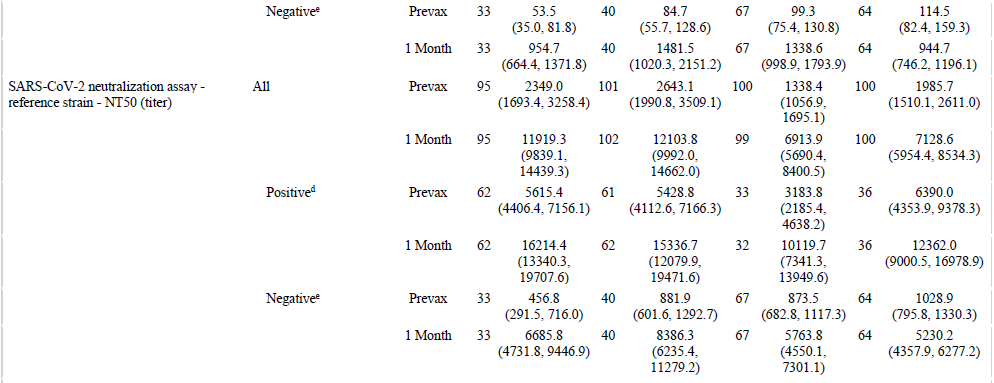 Negativeᵉ Prevax 33 53.5 40 84.7 67 99.3 64 114.5
(35.0, 81.8) (55.7, 128.6) (75.4, 130.8) (82.4, 159.3)
1 Month 33 954.7 40 1481.5 67 1338.6 64 944.7
(664.4, 1371.8) (1020.3, 2151.2) (998.9, 1793.9) (746.2, 1196.1)
SARS-CoV-2 neutralization assay - All Prevax 95 2349.0 101 2643.1 100 1338.4 100 1985.7
reference strain - NT50 (titer) (1693.4, 3258.4) (1990.8, 3509.1) (1056.9, (1510.1, 2611.0)
1695.1)
1 Month 95 11919.3 102 12103.8 99 6913.9 100 7128.6
(9839.1, (9992.0, (5690.4, (5954.4, 8534.3)
14439.3) 14662.0) 8400.5)
Positiveᵈ Prevax 62 5615.4 61 5428.8 33 3183.8 36 6390.0
(4406.4, 7156.1) (4112.6, 7166.3) (2185.4, (4353.9, 9378.3)
4638.2)
1 Month 62 16214.4 62 15336.7 32 10119.7 36 12362.0
(13340.3, (12079.9, (7341.3, (9000.5, 16978.9)
19707.6) 19471.6) 13949.6)
Negativeᵉ Prevax 33 456.8 40 881.9 67 873.5 64 1028.9
(291.5, 716.0) (601.6, 1292.7) (682.8, 1117.3) (795.8, 1330.3)
1 Month 33 6685.8 40 8386.3 67 5763.8 64 5230.2
(4731.8, 9446.9) (6235.4, (4550.1, (4357.9, 6277.2)
11279.2) 7301.1)